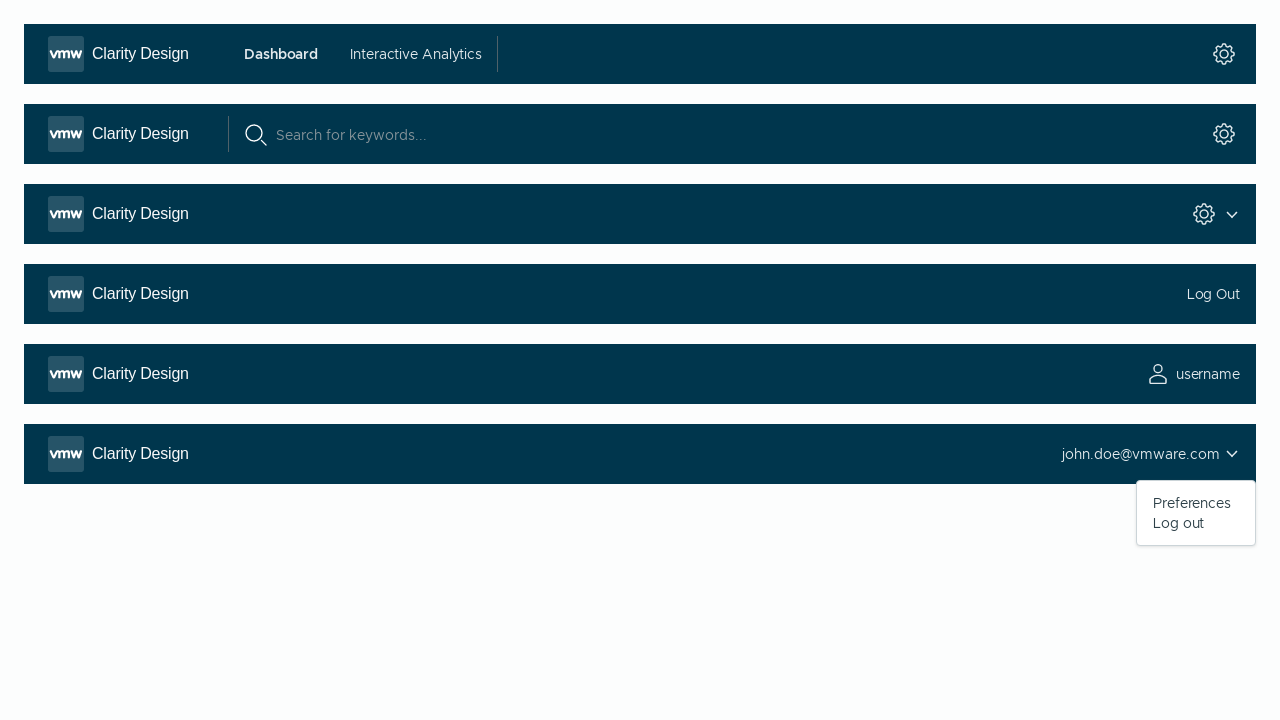 vmw Clarity Design Dashboard Interactive Analytics
vmw Clarity Design Search for keywords...
vmw Clarity Design
vmw Clarity Design Log Out
vmw Clarity Design username
vmw Clarity Design john.doe@vmware.com
Preferences
Log out